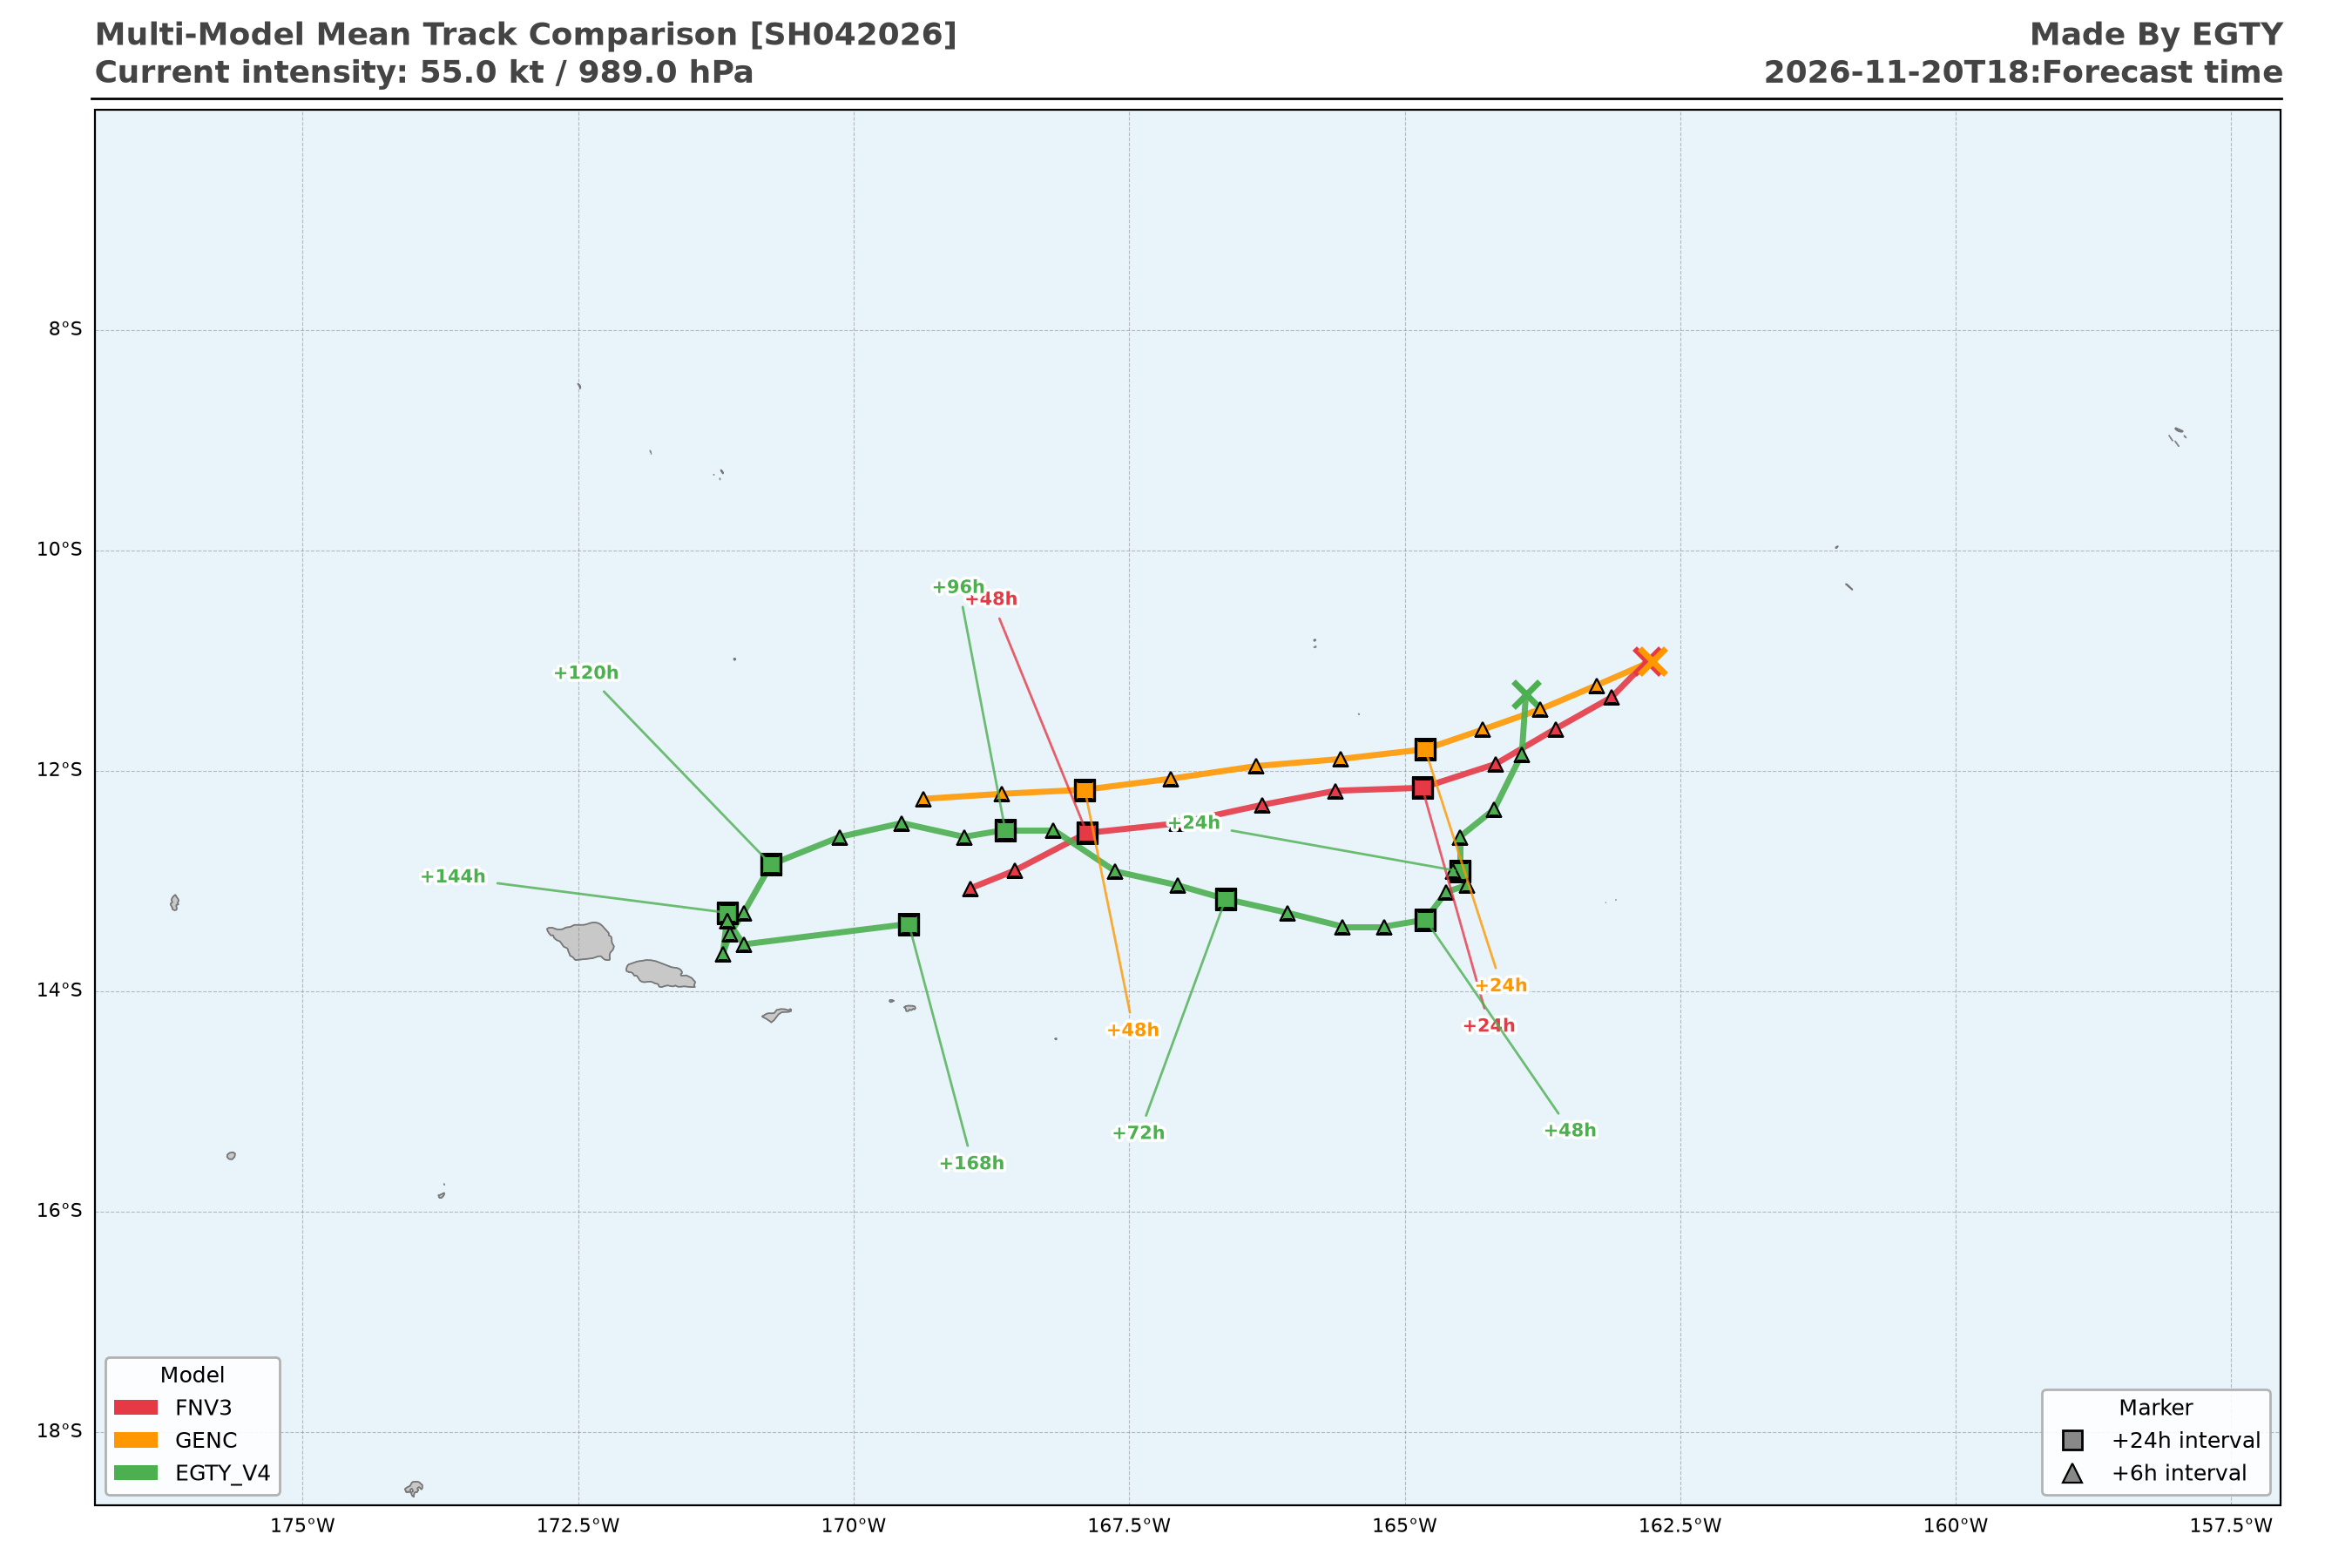 Multi-Model Mean Track Comparison [SH042026]
Current intensity: 55.0 kt / 989.0 hPa
Made By EGTY
2026-11-20T18:Forecast time
8°S
10°S
12°S
14°S
16°S
18°S
+96h
+48h
+120h
+24h
+144h
+24h
+24h
+48h
+72h
+48h
+168h
Model
FNV3
GENC
EGTY_V4
Marker
+24h interval
+6h interval
175°W
172.5°W
170°W
167.5°W
165°W
162.5°W
160°W
157.5°W